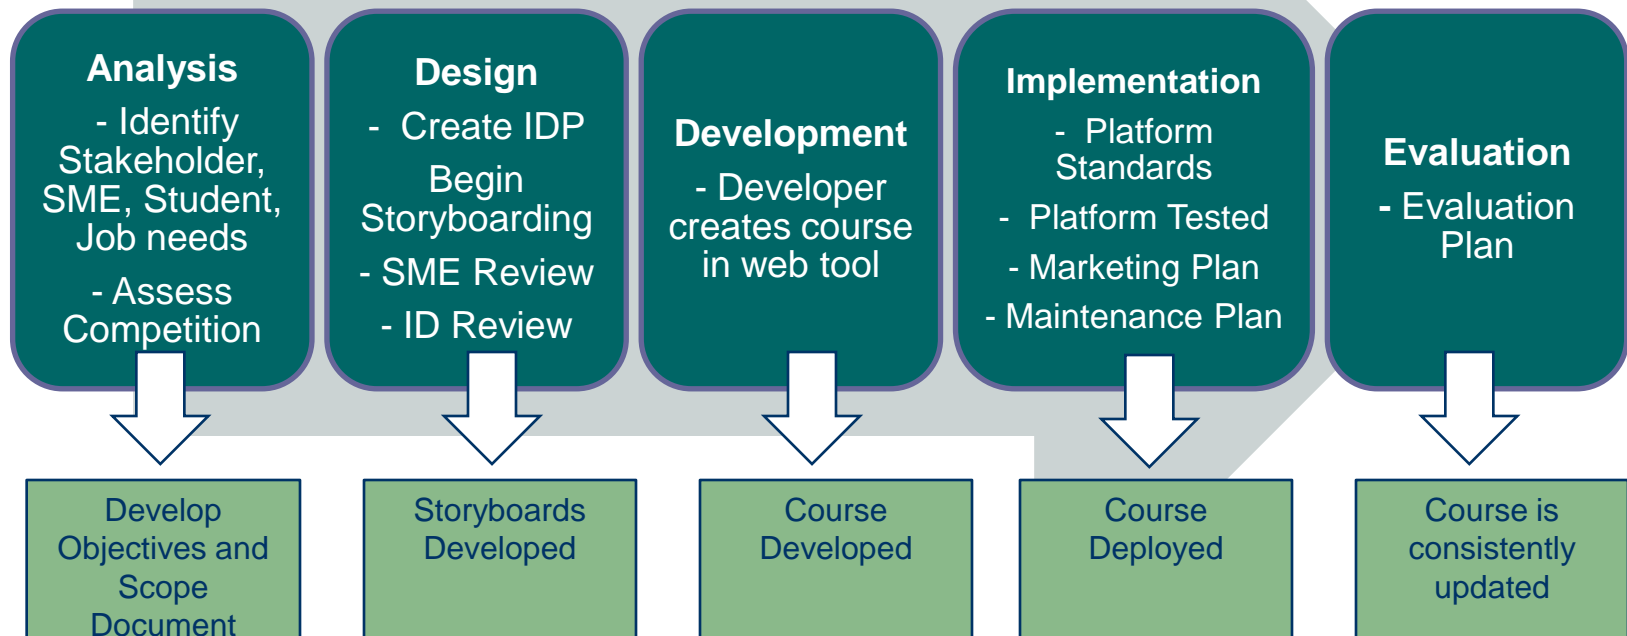 Analysis
- Identify
Stakeholder,
SME, Student,
Job needs
- Assess
Competition
Design
- Create IDP
Begin
Storyboarding
- SME Review
- ID Review
Development
- Developer
creates course
in web tool
Implementation
- Platform
Standards
- Platform Tested
- Marketing Plan
- Maintenance Plan
Evaluation
- Evaluation
Plan
Develop
Objectives and
Scope
Document
Storyboards
Developed
Course
Developed
Course
Deployed
Course is
consistently
updated